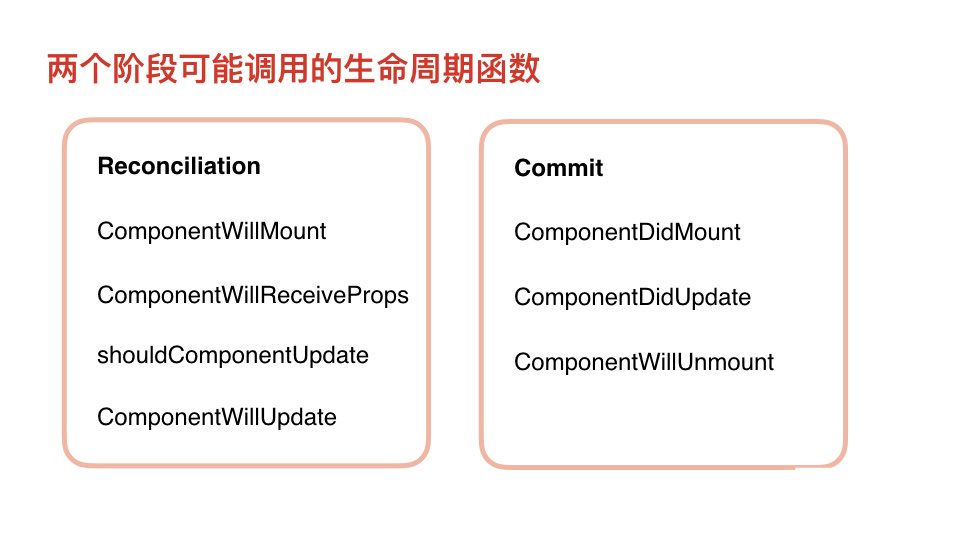 两个阶段可能调用的生命周期函数
Reconciliation
ComponentWillMount
ComponentWillReceiveProps
shouldComponentUpdate
ComponentWillUpdate
Commit
ComponentDidMount
ComponentDidUpdate
ComponentWillUnmount